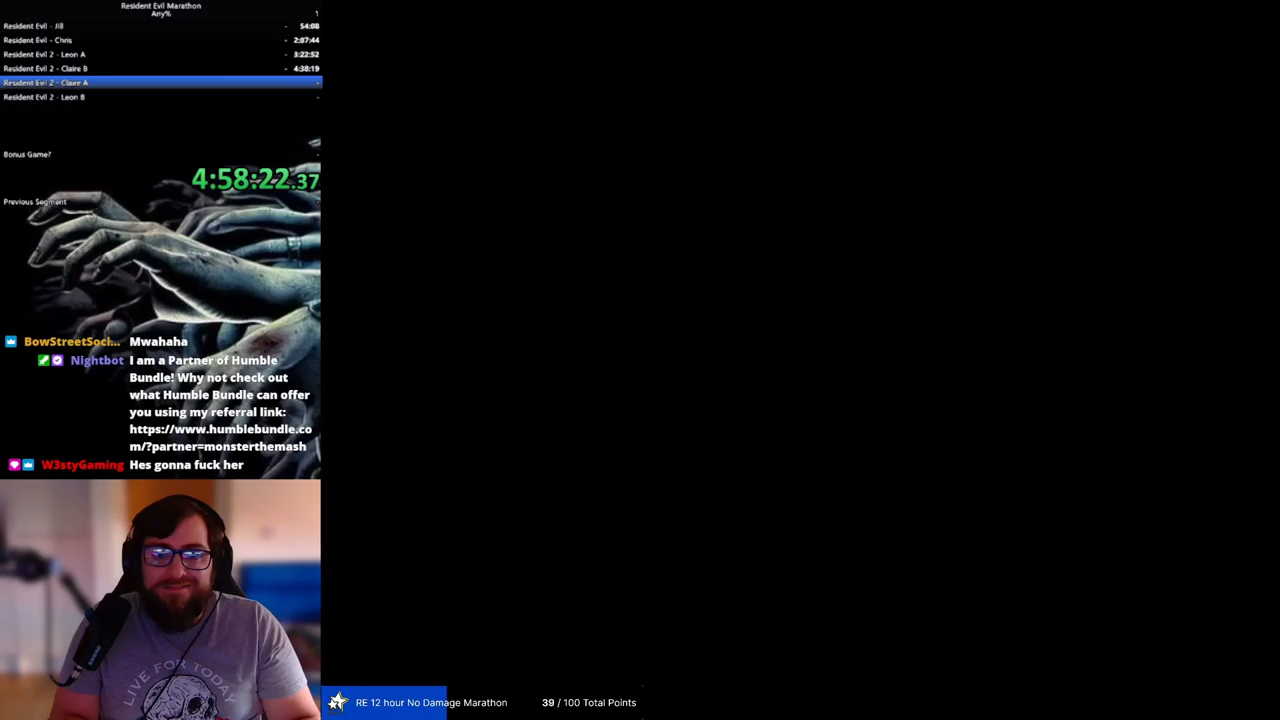 Resident Evil Marathon
Any%
1
Resident Evil - Jill - 54:08
Resident Evil - Chris - 2:07:44
Resident Evil 2 - Leon A - 3:22:52
Resident Evil 2 - Claire B - 4:38:19
Resident Evil 2 - Claire A -
Resident Evil 2 - Leon B -
Bonus Game? -
4:58:22.37
Previous Segment -
BowStreetSoci... Mwahaha
Nightbot I am a Partner of Humble
Bundle! Why not check out
what Humble Bundle can offer
you using my referral link:
https://www.humblebundle.co
m/?partner=monsterthemash
W3styGaming Hes gonna fuck her
LIVE FOR TODAY
RE 12 hour No Damage Marathon 39 / 100 Total Points